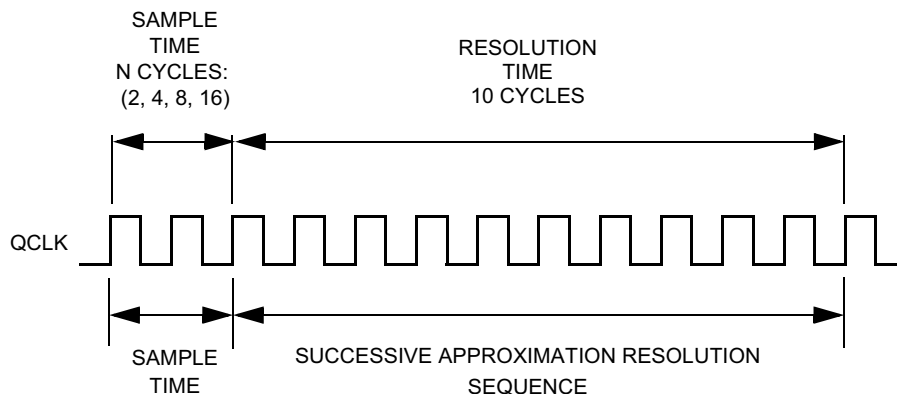 SAMPLE
TIME
N CYCLES:
(2, 4, 8, 16)
RESOLUTION
TIME
10 CYCLES
QCLK
SAMPLE
TIME
SUCCESSIVE APPROXIMATION RESOLUTION
SEQUENCE